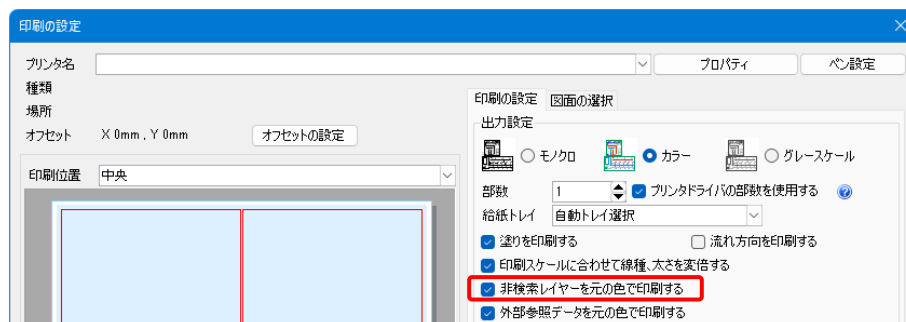 印刷の設定
プリンタ名
プロパティ
ペン設定
種類
場所
オフセット X 0mm , Y 0mm オフセットの設定
印刷位置 中央
印刷の設定 図面の選択
出力設定
モノクロ カラー グレースケール
部数 1 プリンタドライバの部数を使用する
給紙トレイ 自動トレイ選択
塗りを印刷する 流れ方向を印刷する
印刷スケールに合わせて線種、太さを変倍する
非検索レイヤーを元の色で印刷する
外部参照データを元の色で印刷する